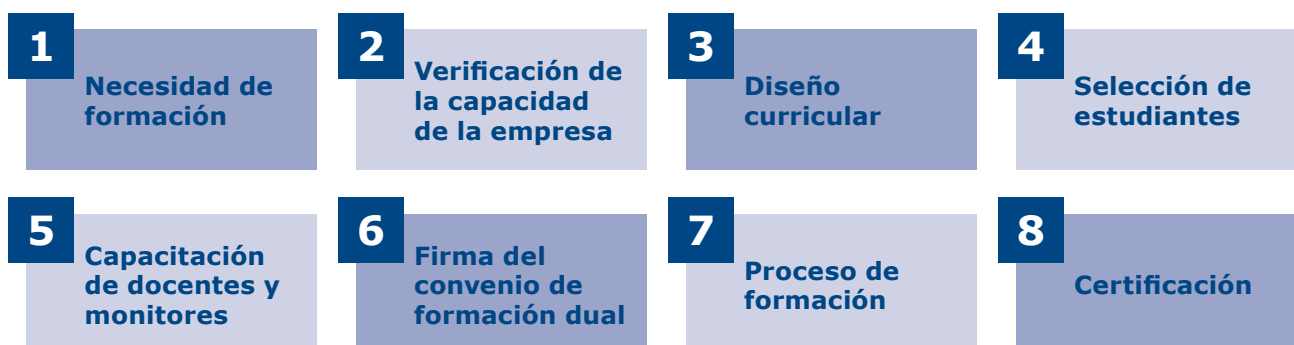 1
Necesidad de
formación
2
Verificación de
la capacidad
de la empresa
3
Diseño
curricular
4
Selección de
estudiantes
5
Capacitación
de docentes y
monitores
6
Firma del
convenio de
formación dual
7
Proceso de
formación
8
Certificación